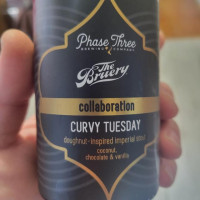 Phase Three
BREWING COMPANY
The
Bruery
collaboration
CURVY TUESDAY
doughnut-inspired imperial stout
coconut,
chocolate & vanilla